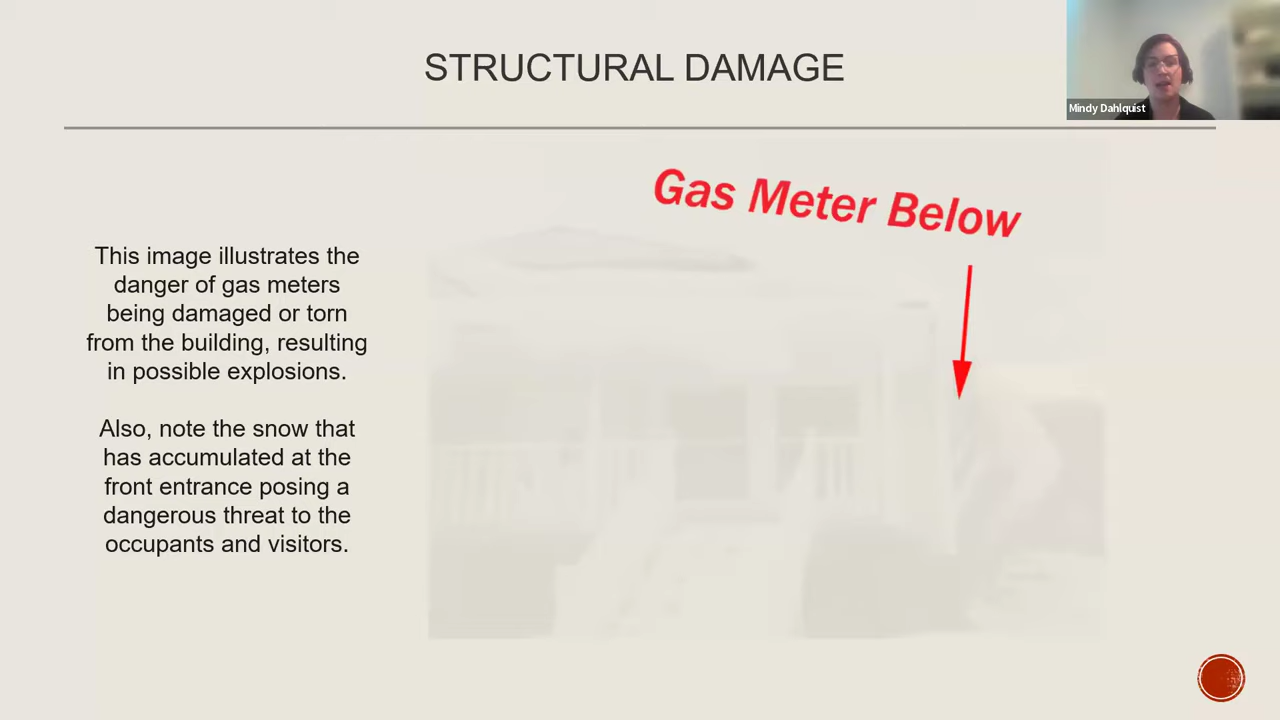 STRUCTURAL DAMAGE
Mindy Dahlquist
Gas Meter Below
This image illustrates the
danger of gas meters
being damaged or torn
from the building, resulting
in possible explosions.
Also, note the snow that
has accumulated at the
front entrance posing a
dangerous threat to the
occupants and visitors.